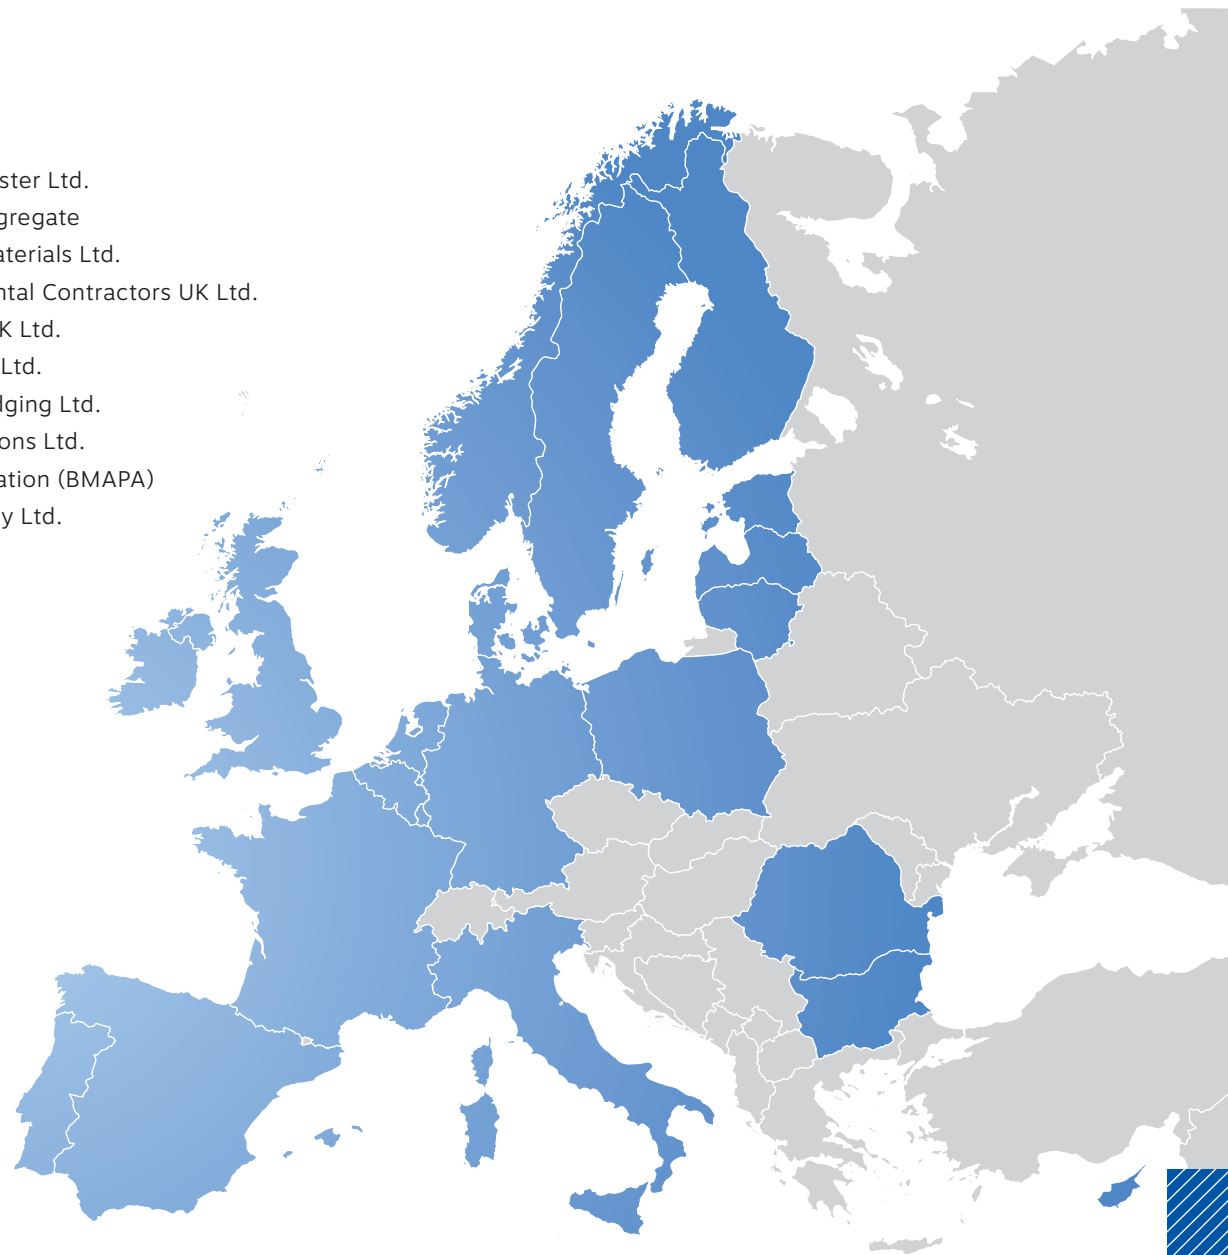 ster Ltd.
gregate
aterials Ltd.
ntal Contractors UK Ltd.
K Ltd.
Ltd.
dging Ltd.
ons Ltd.
ation (BMAPA)
y Ltd.